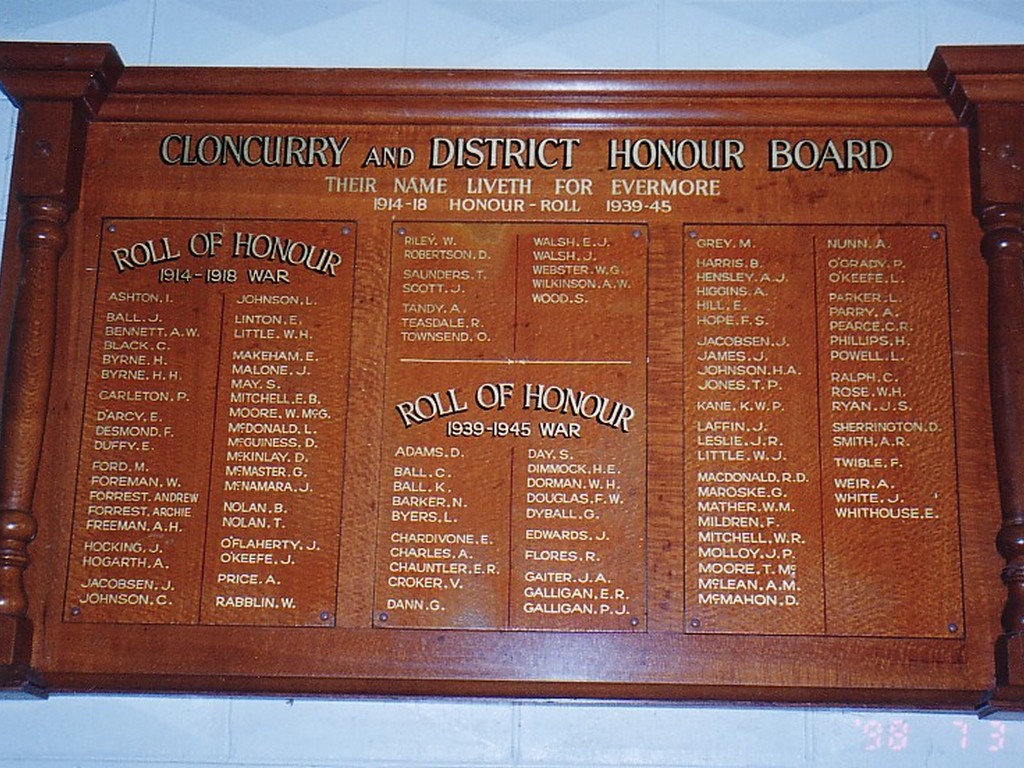 CLONCURRY AND DISTRICT HONOUR BOARD
THEIR NAME LIVETH FOR EVERMORE
1914-18 HONOUR-ROLL 1939-45
ROLL OF HONOUR
1914-1918 WAR
ASHTON. I.
BALL. J.
BENNETT. A.W.
BLACK. C.
BYRNE. H.
BYRNE. H.H.
CARLETON. P.
D'ARCY. E.
DESMOND. F.
DUFFY. E.
FORD. M.
FOREMAN. W.
FORREST. ANDREW
FORREST. ARCHIE
FREEMAN. A.H.
HOCKING. J.
HOGARTH. A.
JACOBSEN. J.
JOHNSON. C.
JOHNSON. L.
LINTON. E.
LITTLE. W.H.
MAKEHAM. E.
MALONE. J.
MAY. S.
MITCHELL. E.B.
MOORE. W. McG.
McDONALD. L.
McGUINESS. D.
McKINLAY. D.
McMASTER. G.
McNAMARA. J.
NOLAN. B.
NOLAN. T.
O'FLAHERTY. J.
O'KEEFE. J.
PRICE. A.
RABBLIN. W.
RILEY. W.
ROBERTSON. D.
SAUNDERS. T.
SCOTT. J.
TANDY. A.
TEASDALE. R.
TOWNSEND. O.
WALSH. E.J.
WALSH. J.
WEBSTER. W.G.
WILKINSON. A.W.
WOOD. S.
ROLL OF HONOUR
1939-1945 WAR
ADAMS. D.
BALL. C.
BALL. K.
BARKER. N.
BYERS. L.
CHARDIVONE. E.
CHARLES. A.
CHAUNTLER. E.R.
CROKER. V.
DANN. G.
DAY. S.
DIMMOCK. H.E.
DORMAN. W.H.
DOUGLAS. F.W.
DYBALL. G.
EDWARDS. J.
FLORES. R.
GAITER. J.A.
GALLIGAN. E.R.
GALLIGAN. P.J.
GREY. M.
HARRIS. B.
HENSLEY. A.J.
HIGGINS. A.
HILL. E.
HOPE. F.S.
JACOBSEN. J.
JAMES. J.
JOHNSON. H.A.
JONES. T.P.
KANE. K.W.P.
LAFFIN. J.
LESLIE. J.R.
LITTLE. W.J.
MACDONALD. R.D.
MAROSKE. G.
MATHER. W.M.
MILDREN. F.
MITCHELL. W.R.
MOLLOY. J.P.
MOORE. T. Mc
McLEAN. A.M.
McMAHON. D.
NUNN. A.
O'GRADY. P.
O'KEEFE. L.
PARKER. L.
PARRY. A.
PEARCE. C.R.
PHILLIPS. H.
POWELL. L.
RALPH. C.
ROSE. W.H.
RYAN. J.S.
SHERRINGTON. D.
SMITH. A.R.
TWIBLE. F.
WEIR. A.
WHITE. J.
WHITHOUSE. E.
'98 7 3